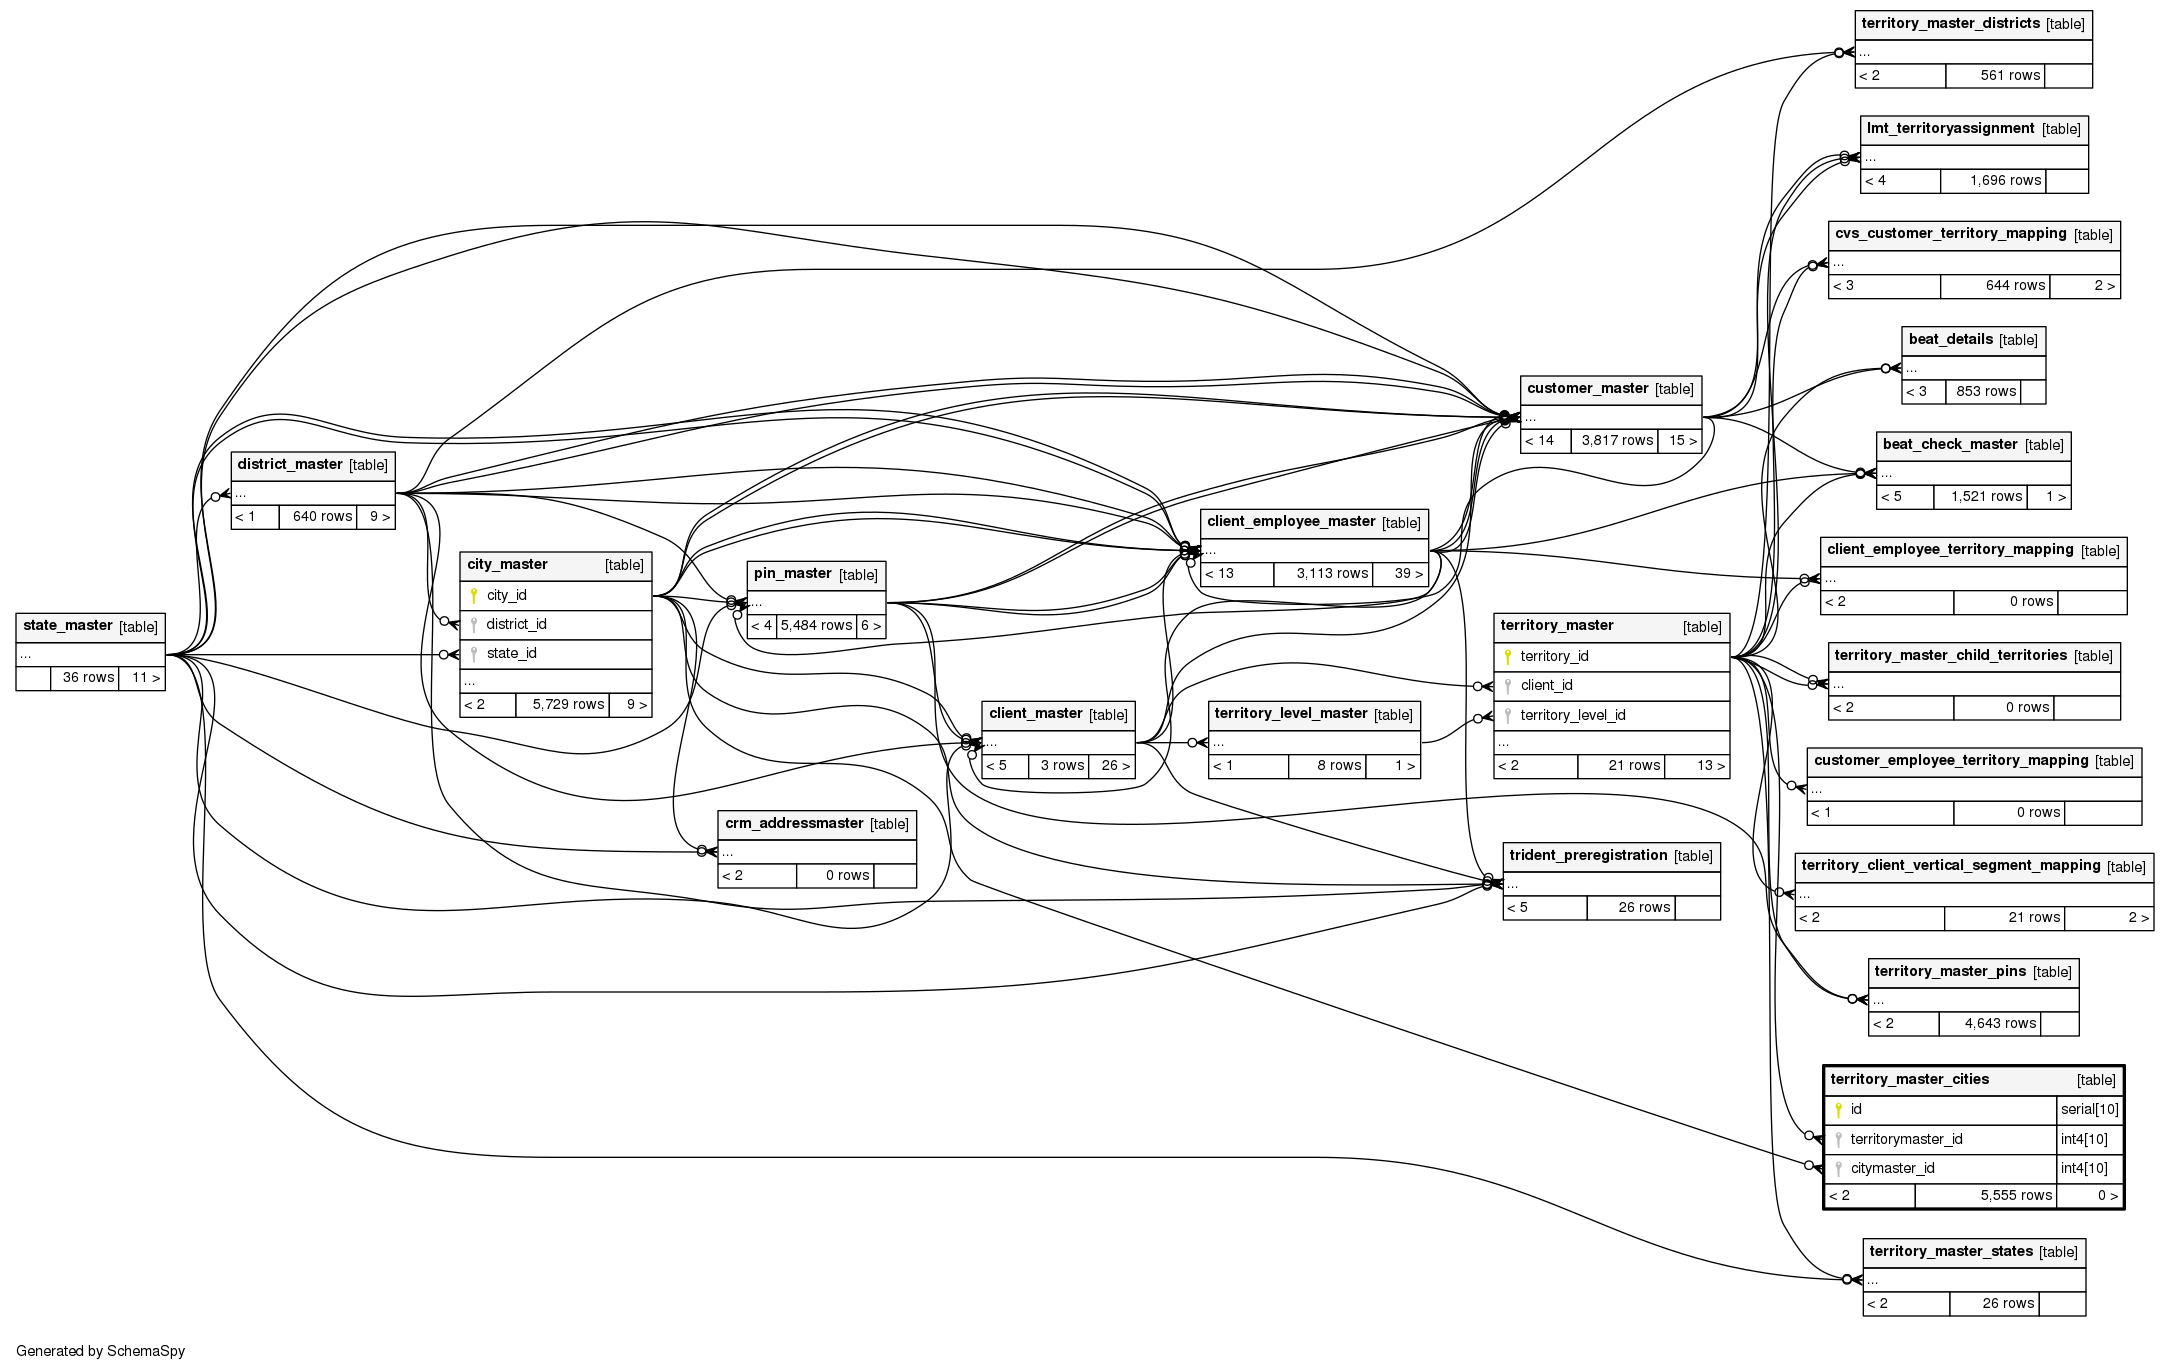 territory_master_districts [table]
...
< 2 561 rows
lmt_territoryassignment [table]
...
< 4 1,696 rows
cvs_customer_territory_mapping [table]
...
< 3 644 rows 2 >
beat_details [table]
...
< 3 853 rows
customer_master [table]
...
< 14 3,817 rows 15 >
beat_check_master [table]
...
< 5 1,521 rows 1 >
district_master [table]
...
< 1 640 rows 9 >
client_employee_master [table]
...
< 13 3,113 rows 39 >
client_employee_territory_mapping [table]
...
< 2 0 rows
city_master [table]
city_id
district_id
state_id
...
< 2 5,729 rows 9 >
pin_master [table]
...
< 4 5,484 rows 6 >
state_master [table]
...
36 rows 11 >
territory_master [table]
territory_id
client_id
territory_level_id
...
< 2 21 rows 13 >
territory_master_child_territories [table]
...
< 2 0 rows
client_master [table]
...
< 5 3 rows 26 >
territory_level_master [table]
...
< 1 8 rows 1 >
customer_employee_territory_mapping [table]
...
< 1 0 rows
crm_addressmaster [table]
...
< 2 0 rows
trident_preregistration [table]
...
< 5 26 rows
territory_client_vertical_segment_mapping [table]
...
< 2 21 rows 2 >
territory_master_pins [table]
...
< 2 4,643 rows
territory_master_cities [table]
id serial[10]
territorymaster_id int4[10]
citymaster_id int4[10]
< 2 5,555 rows 0 >
territory_master_states [table]
...
< 2 26 rows
Generated by SchemaSpy